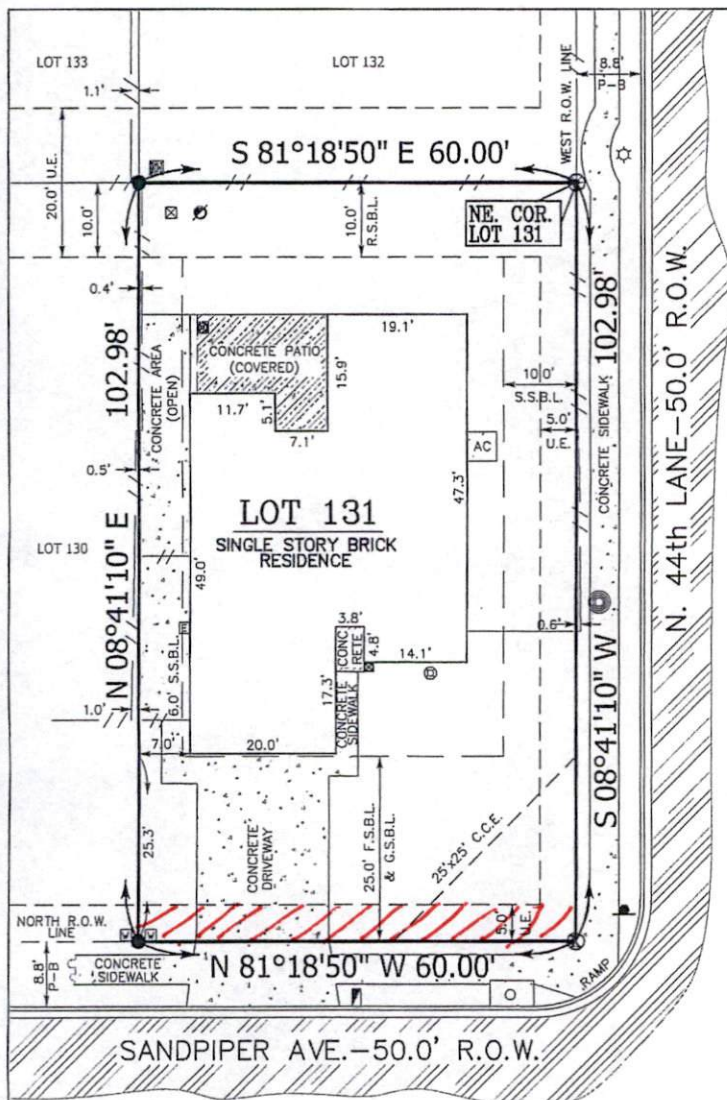 LOT 133
LOT 132
1.1'
8.8'
P-B
WEST R.O.W. LINE
S 81°18'50" E 60.00'
20.0' U.E.
10.0'
10.0'
R.S.B.L.
NE. COR.
LOT 131
0.4'
19.1'
CONCRETE PATIO
(COVERED)
15.9'
CONCRETE AREA
(OPEN)
11.7'
5.1'
7.1'
10.0'
S.S.B.L.
5.0'
U.E.
AC
102.98'
N 08°41'10" E
102.98'
S 08°41'10" W
CONCRETE SIDEWALK
N. 44th LANE-50.0' R.O.W.
0.5'
47.3'
LOT 131
SINGLE STORY BRICK
RESIDENCE
LOT 130
49.0'
3.8'
CONC
RETE
4.8'
14.1'
0.6'
E
6.0' S.S.B.L.
17.3'
CONCRETE
SIDEWALK
1.0'
7.0'
20.0'
25.3'
CONCRETE
DRIVEWAY
25.0' F.S.B.L.
& G.S.B.L.
25'x25' C.C.E.
5.0'
U.E.
NORTH R.O.W.
LINE
W W
8.8'
P-B
CONCRETE
SIDEWALK
N 81°18'50" W 60.00'
RAMP
SANDPIPER AVE.-50.0' R.O.W.